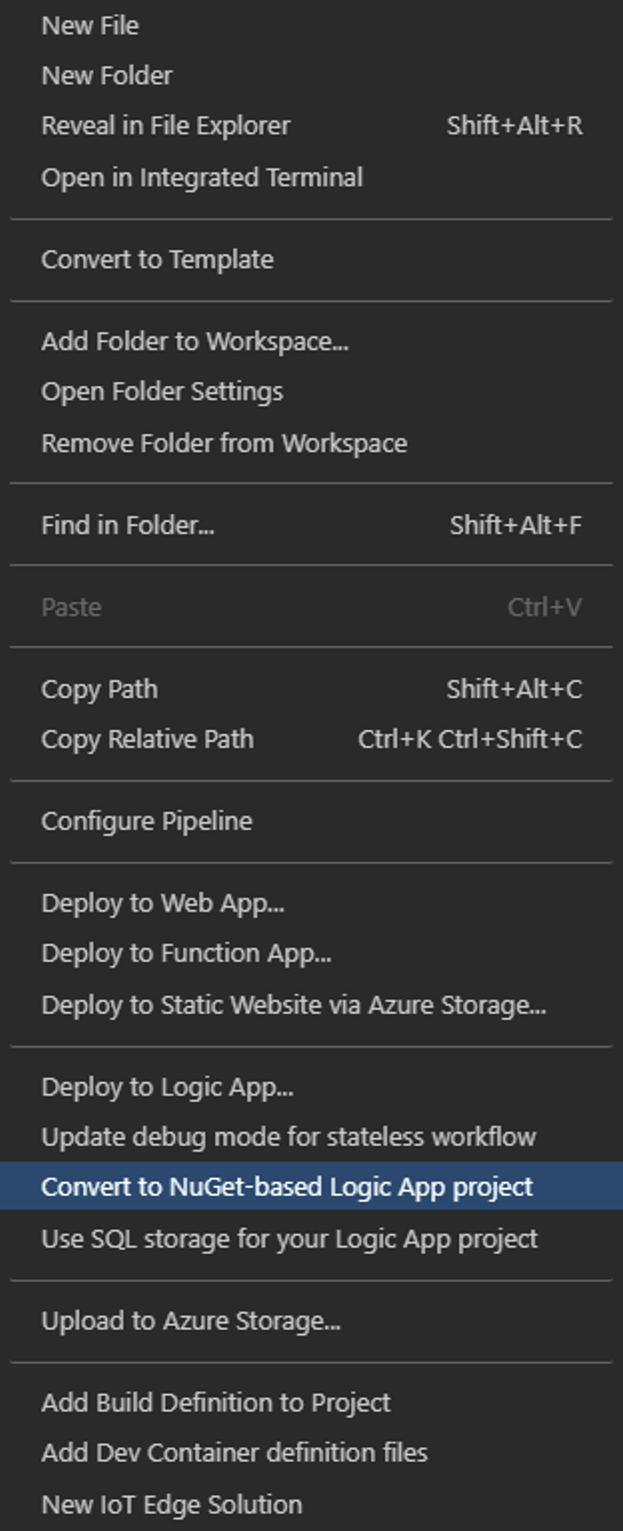 New File
New Folder
Reveal in File Explorer Shift+Alt+R
Open in Integrated Terminal
Convert to Template
Add Folder to Workspace...
Open Folder Settings
Remove Folder from Workspace
Find in Folder... Shift+Alt+F
Paste Ctrl+V
Copy Path Shift+Alt+C
Copy Relative Path Ctrl+K Ctrl+Shift+C
Configure Pipeline
Deploy to Web App...
Deploy to Function App...
Deploy to Static Website via Azure Storage...
Deploy to Logic App...
Update debug mode for stateless workflow
Convert to NuGet-based Logic App project
Use SQL storage for your Logic App project
Upload to Azure Storage...
Add Build Definition to Project
Add Dev Container definition files
New IoT Edge Solution